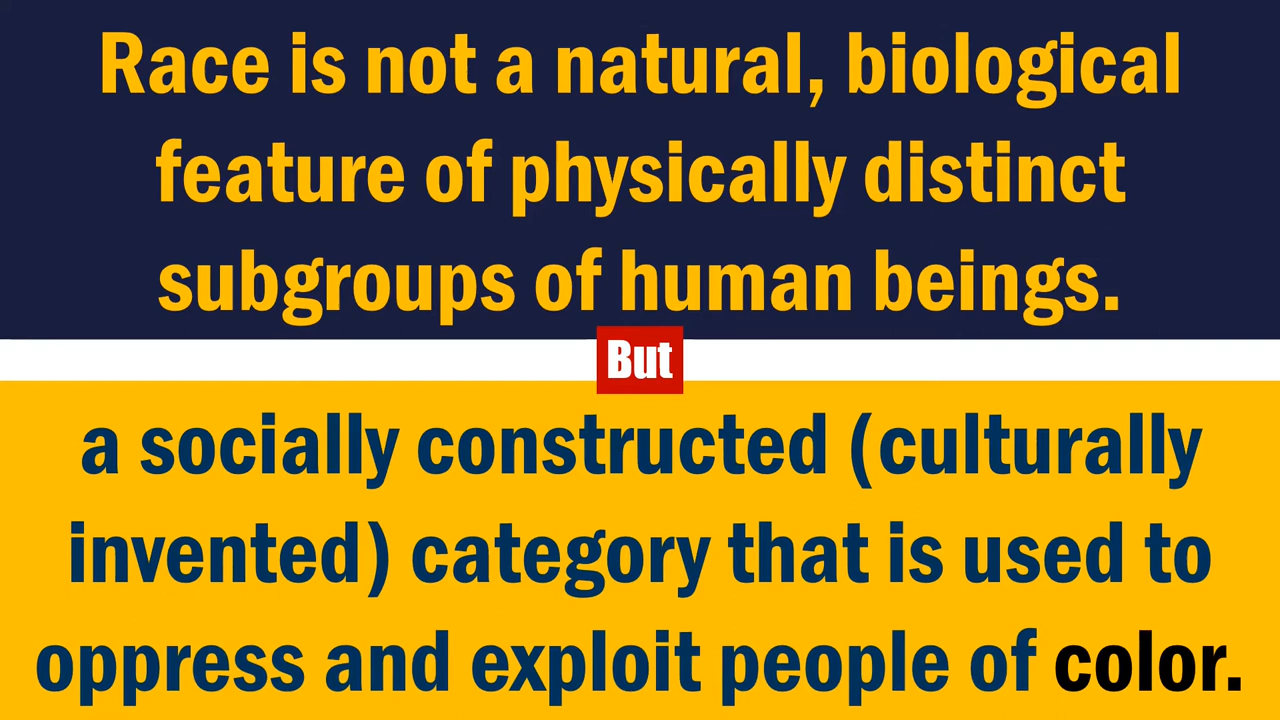 Race is not a natural, biological
feature of physically distinct
subgroups of human beings.
But
a socially constructed (culturally
invented) category that is used to
oppress and exploit people of color.